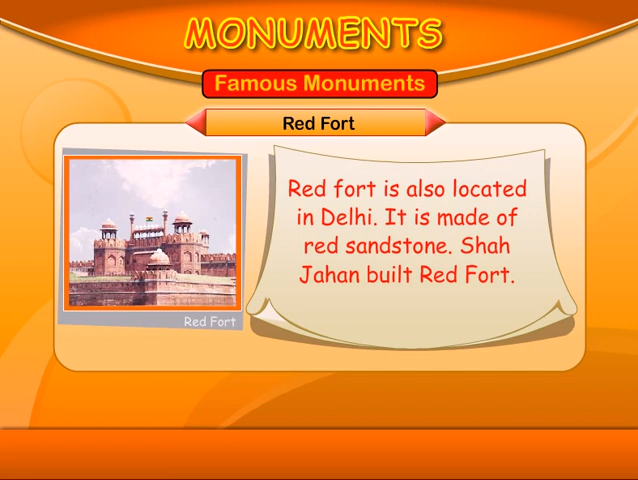 MONUMENTS
Famous Monuments
Red Fort
Red fort is also located
in Delhi. It is made of
red sandstone. Shah
Jahan built Red Fort.
Red Fort